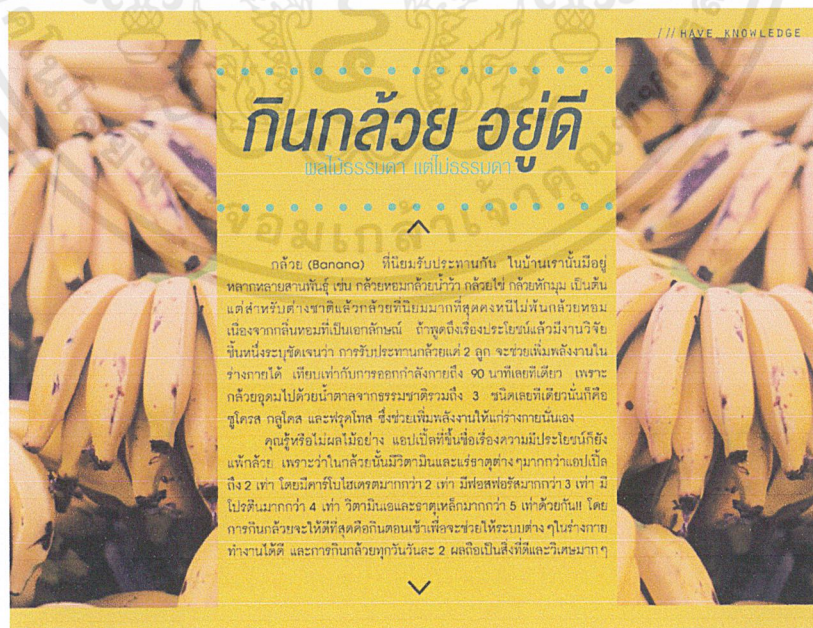 /// HAVE KNOWLEDGE
กินกล้วย อยู่ดี
ผลไม้ธรรมดา แต่ไม่ธรรมดา
กล้วย (Banana) ที่นิยมรับประทานกัน ในบ้านเรานั้นมีอยู่
หลากหลายสานพันธุ์ เช่น กล้วยหอมกล้วยน้ำว้า กล้วยไข่ กล้วยหักมุม เป็นต้น
แต่สำหรับต่างชาติแล้วกล้วยที่นิยมมากที่สุดคงหนีไม่พ้นกล้วยหอม
เนื่องจากกลิ่นหอมที่เป็นเอกลักษณ์ ถ้าพูดถึงเรื่องประโยชน์แล้วมีงานวิจัย
ชิ้นหนึ่งระบุชัดเจนว่า การรับประทานกล้วยแค่ 2 ลูก จะช่วยเพิ่มพลังงานใน
ร่างกายได้ เทียบเท่ากับการออกกำลังกายถึง 90 นาทีเลยทีเดียว เพราะ
กล้วยอุดมไปด้วยน้ำตาลจากธรรมชาติรวมถึง 3 ชนิดเลยทีเดียวนั่นก็คือ
ซูโครส กลูโคส และฟรุคโทส ซึ่งช่วยเพิ่มพลังงานให้แก่ร่างกายนั่นเอง
คุณรู้หรือไม่ผลไม้อย่าง แอปเปิ้ลที่ขึ้นชื่อเรื่องความมีประโยชน์ก็ยัง
แพ้กล้วย เพราะว่าในกล้วยนั้นมีวิตามินและแร่ธาตุต่างๆมากกว่าแอปเปิ้ล
ถึง 2 เท่า โดยมีคาร์โบไฮเดรตมากกว่า 2 เท่า มีฟอสฟอรัสมากกว่า 3 เท่า มี
โปรตีนมากกว่า 4 เท่า วิตามินเอและธาตุเหล็กมากกว่า 5 เท่าด้วยกัน!! โดย
การกินกล้วยจะให้ดีที่สุดคือกินตอนเช้าเพื่อจะช่วยให้ระบบต่าง ๆในร่างกาย
ทำงานได้ดี และการกินกล้วยทุกวันวันละ 2 ผลถือเป็นสิ่งที่ดีและวิเศษมาก ๆ